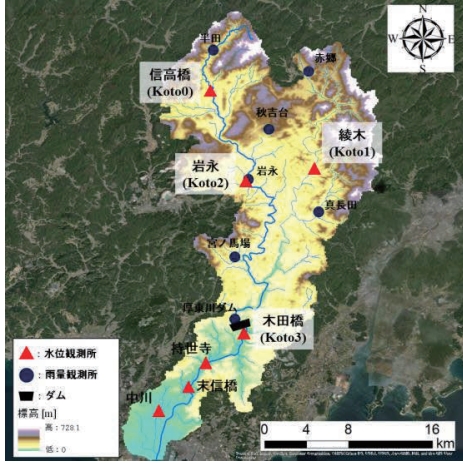 N
W
E
S
半田
赤郷
信高橋
(Koto0)
秋吉台
綾木
(Koto1)
岩永
(Koto2)
岩永
真長田
宮ノ馬場
厚東川ダム
木田橋
(Koto3)
持世寺
末信橋
中川
:水位観測所
:雨量観測所
:ダム
標高 [m]
高 : 728.1
低 : 0
0 4 8 16
km